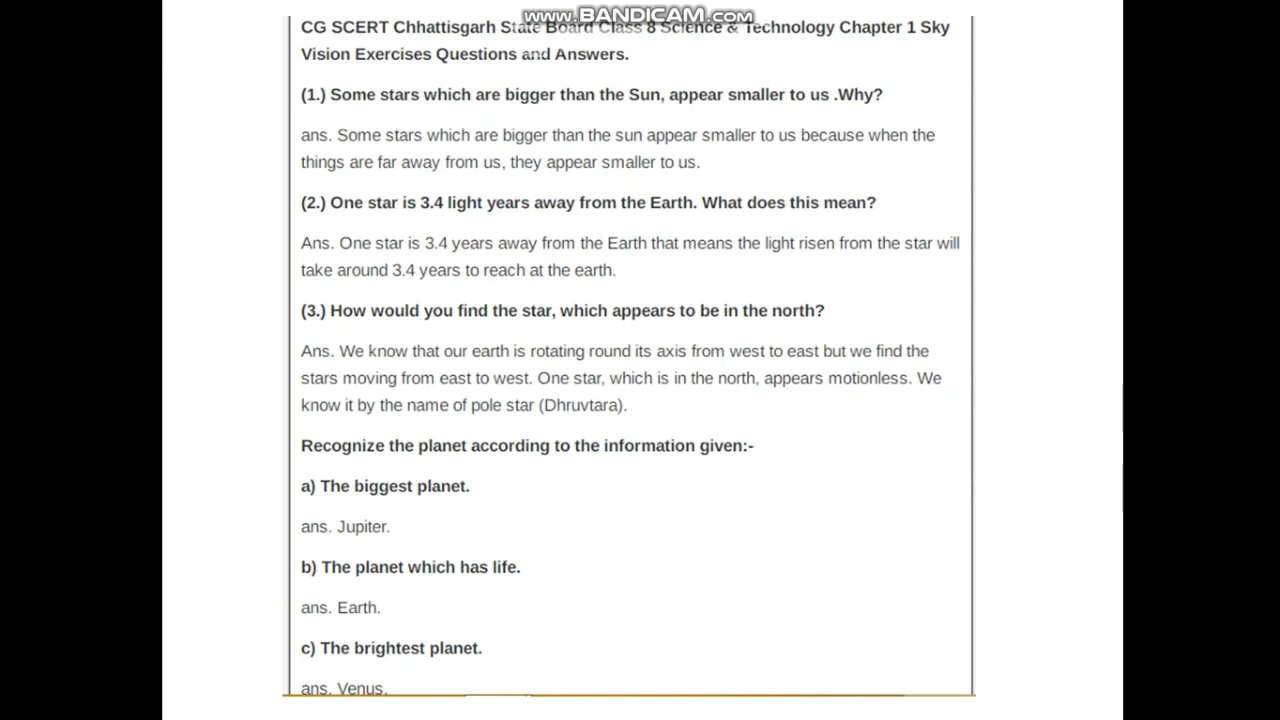 www.BANDICAM.com
CG SCERT Chhattisgarh State Board Class 8 Science & Technology Chapter 1 Sky
Vision Exercises Questions and Answers.
(1.) Some stars which are bigger than the Sun, appear smaller to us .Why?
ans. Some stars which are bigger than the sun appear smaller to us because when the
things are far away from us, they appear smaller to us.
(2.) One star is 3.4 light years away from the Earth. What does this mean?
Ans. One star is 3.4 years away from the Earth that means the light risen from the star will
take around 3.4 years to reach at the earth.
(3.) How would you find the star, which appears to be in the north?
Ans. We know that our earth is rotating round its axis from west to east but we find the
stars moving from east to west. One star, which is in the north, appears motionless. We
know it by the name of pole star (Dhruvtara).
Recognize the planet according to the information given:-
a) The biggest planet.
ans. Jupiter.
b) The planet which has life.
ans. Earth.
c) The brightest planet.
ans. Venus.